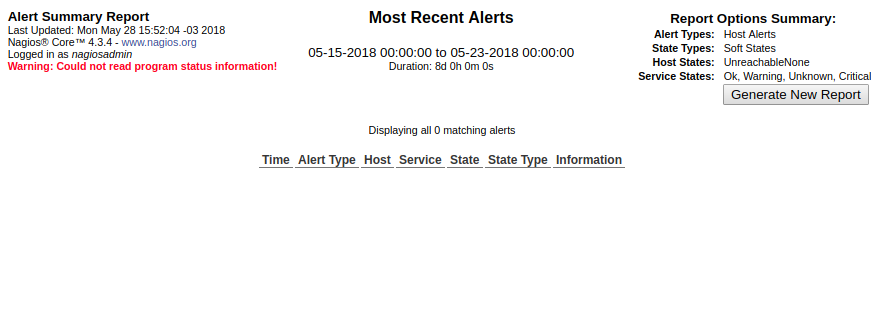 Alert Summary Report
Last Updated: Mon May 28 15:52:04 -03 2018
Nagios® Core™ 4.3.4 - www.nagios.org
Logged in as nagiosadmin
Warning: Could not read program status information!
Most Recent Alerts
05-15-2018 00:00:00 to 05-23-2018 00:00:00
Duration: 8d 0h 0m 0s
Report Options Summary:
Alert Types: Host Alerts
State Types: Soft States
Host States: UnreachableNone
Service States: Ok, Warning, Unknown, Critical
Generate New Report
Displaying all 0 matching alerts
Time Alert Type Host Service State State Type Information